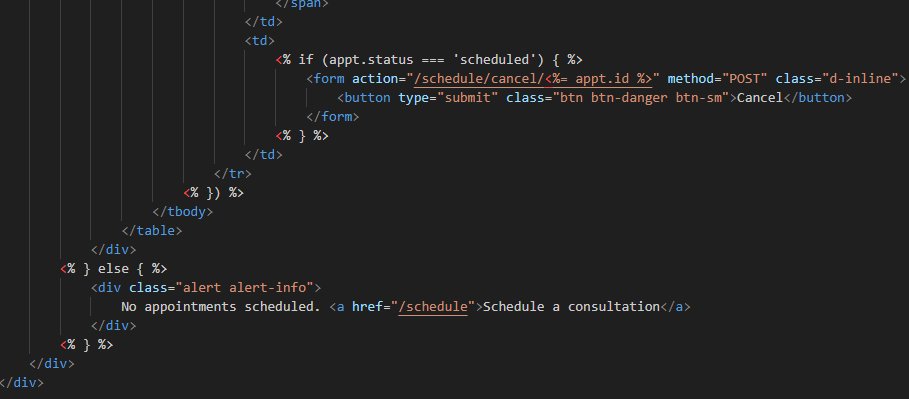 </span>
</td>
<td>
<% if (appt.status === 'scheduled') { %>
<form action="/schedule/cancel/<%= appt.id %>" method="POST" class="d-inline">
<button type="submit" class="btn btn-danger btn-sm">Cancel</button>
</form>
<% } %>
</td>
</tr>
<% }) %>
</tbody>
</table>
</div>
<% } else { %>
<div class="alert alert-info">
No appointments scheduled. <a href="/schedule">Schedule a consultation</a>
</div>
<% } %>
</div>
</div>